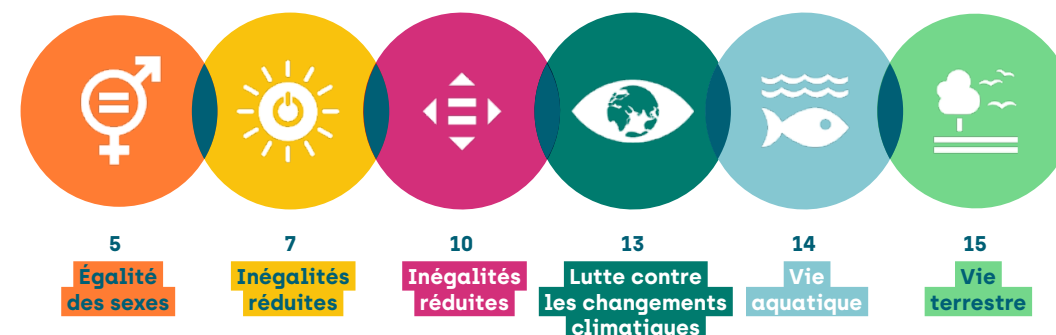 5
Égalité
des sexes
7
Inégalités
réduites
10
Inégalités
réduites
13
Lutte contre
les changements
climatiques
14
Vie
aquatique
15
Vie
terrestre